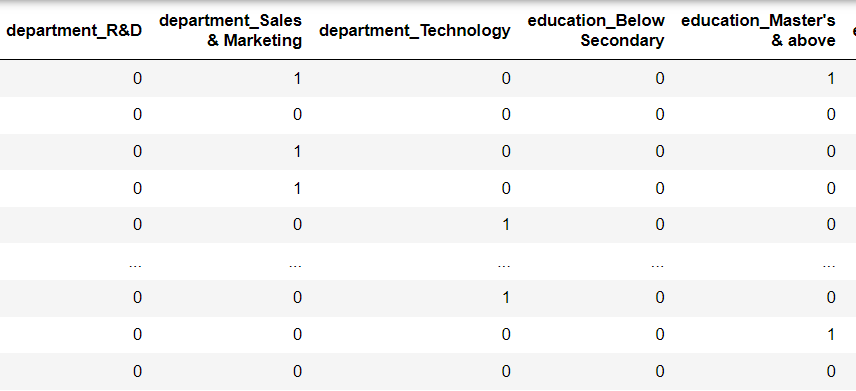 department_R&D department_Sales & Marketing department_Technology education_Below Secondary education_Master's & above
0 1 0 0 1
0 0 0 0 0
0 1 0 0 0
0 1 0 0 0
0 0 1 0 0
... ... ... ... ...
0 0 1 0 0
0 0 0 0 1
0 0 0 0 0